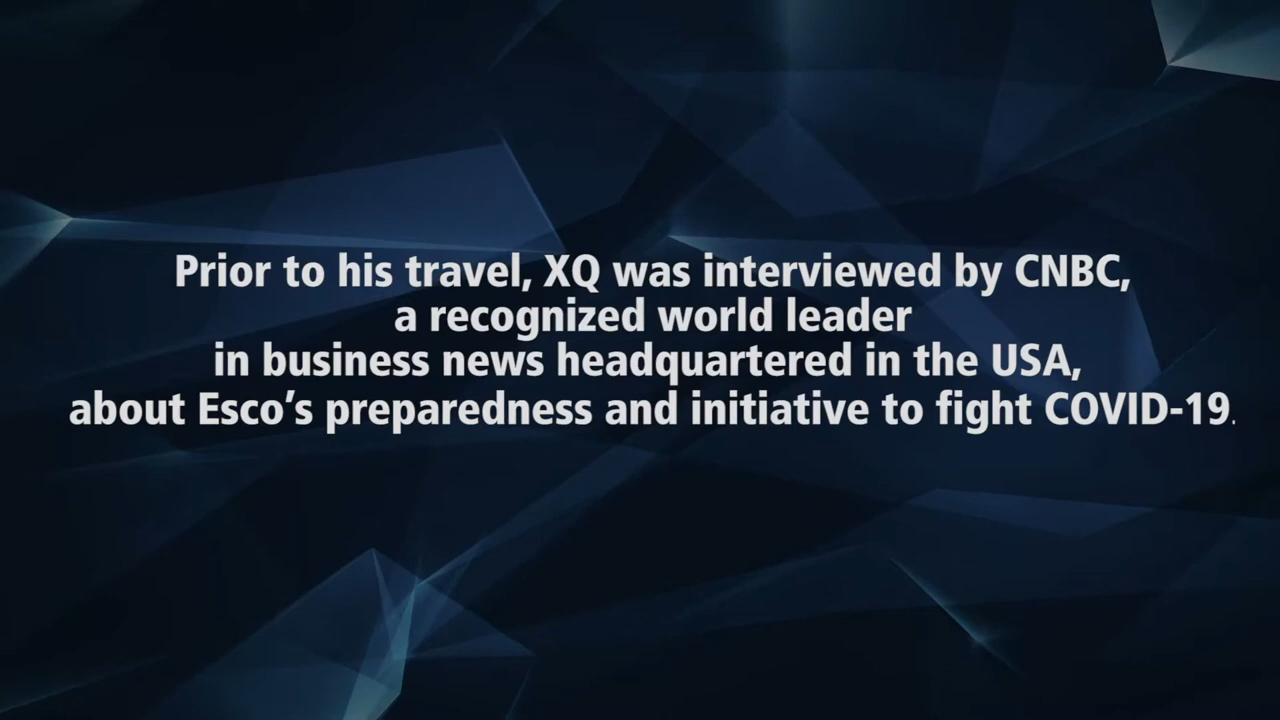 Prior to his travel, XQ was interviewed by CNBC,
a recognized world leader
in business news headquartered in the USA,
about Esco's preparedness and initiative to fight COVID-19.